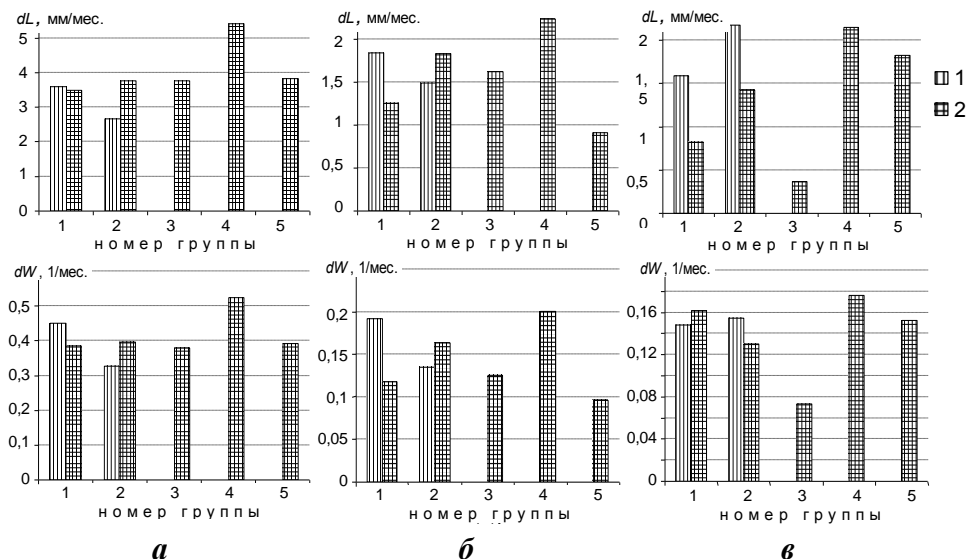 dL, мм/мес.
5
4
3
2
1
0
1 2 3 4 5
номер группы
dL, мм/мес.
2
1,5
1
0,5
0
1 2 3 4 5
номер группы
dL, мм/мес.
2
1,
5
1
0,5
0
1 2 3 4 5
номер группы
1
2
dW, 1/мес.
0,5
0,4
0,3
0,2
0,1
0
1 2 3 4 5
номер группы
dW, 1/мес.
0,2
0,15
0,1
0,05
0
1 2 3 4 5
номер группы
dW, 1/мес.
0,16
0,12
0,08
0,04
0
1 2 3 4 5
номер группы
а б в